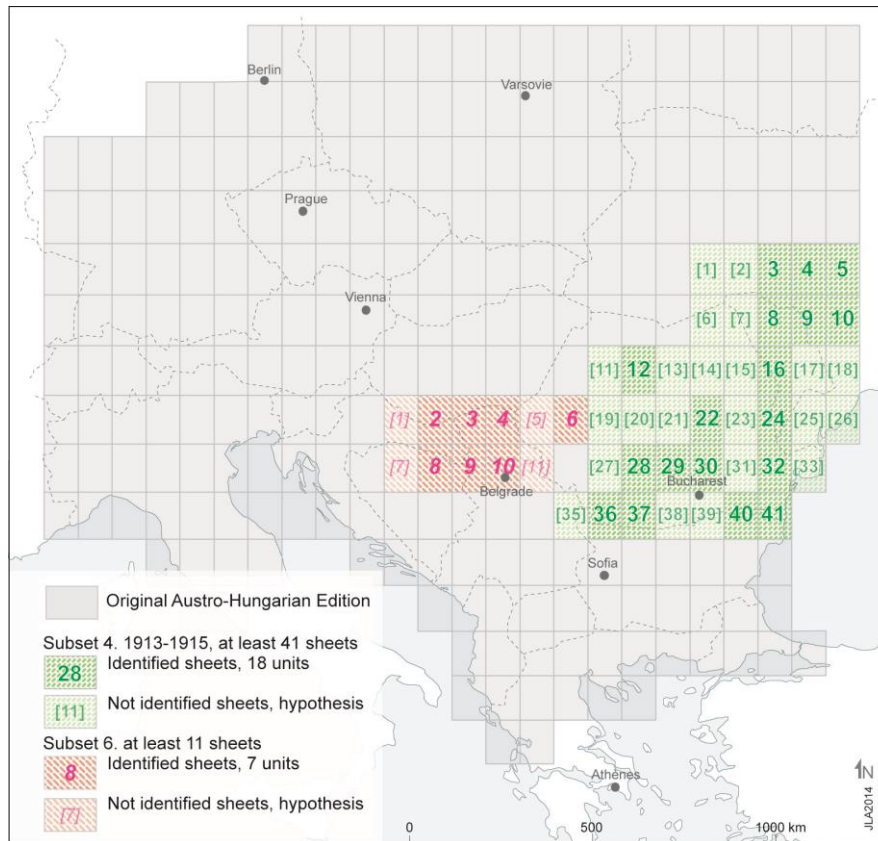 Berlin
Varsovie
Prague
[1] [2] 3 4 5
Vienna
[6] [7] 8 9 10
[11] 12 [13] [14] [15] 16 [17] [18]
[1] 2 3 4 [5] 6 [19] [20] [21] 22 [23] 24 [25] [26]
[7] 8 9 10 [11] [27] 28 29 30 [31] 32 [33]
Belgrade
Bucharest
[35] 36 37 [38] [39] 40 41
Sofia
Original Austro-Hungarian Edition
Subset 4. 1913-1915, at least 41 sheets
28 Identified sheets, 18 units
[11] Not identified sheets, hypothesis
Subset 6. at least 11 sheets
8 Identified sheets, 7 units
[7] Not identified sheets, hypothesis
Athènes
N
JLA2014
0 500 1000 km